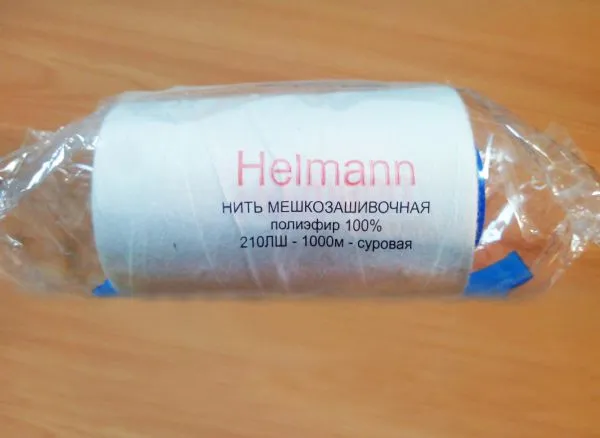 Helmann
НИТЬ МЕШКОЗАШИВОЧНАЯ
полиэфир 100%
210ЛШ - 1000м - суровая